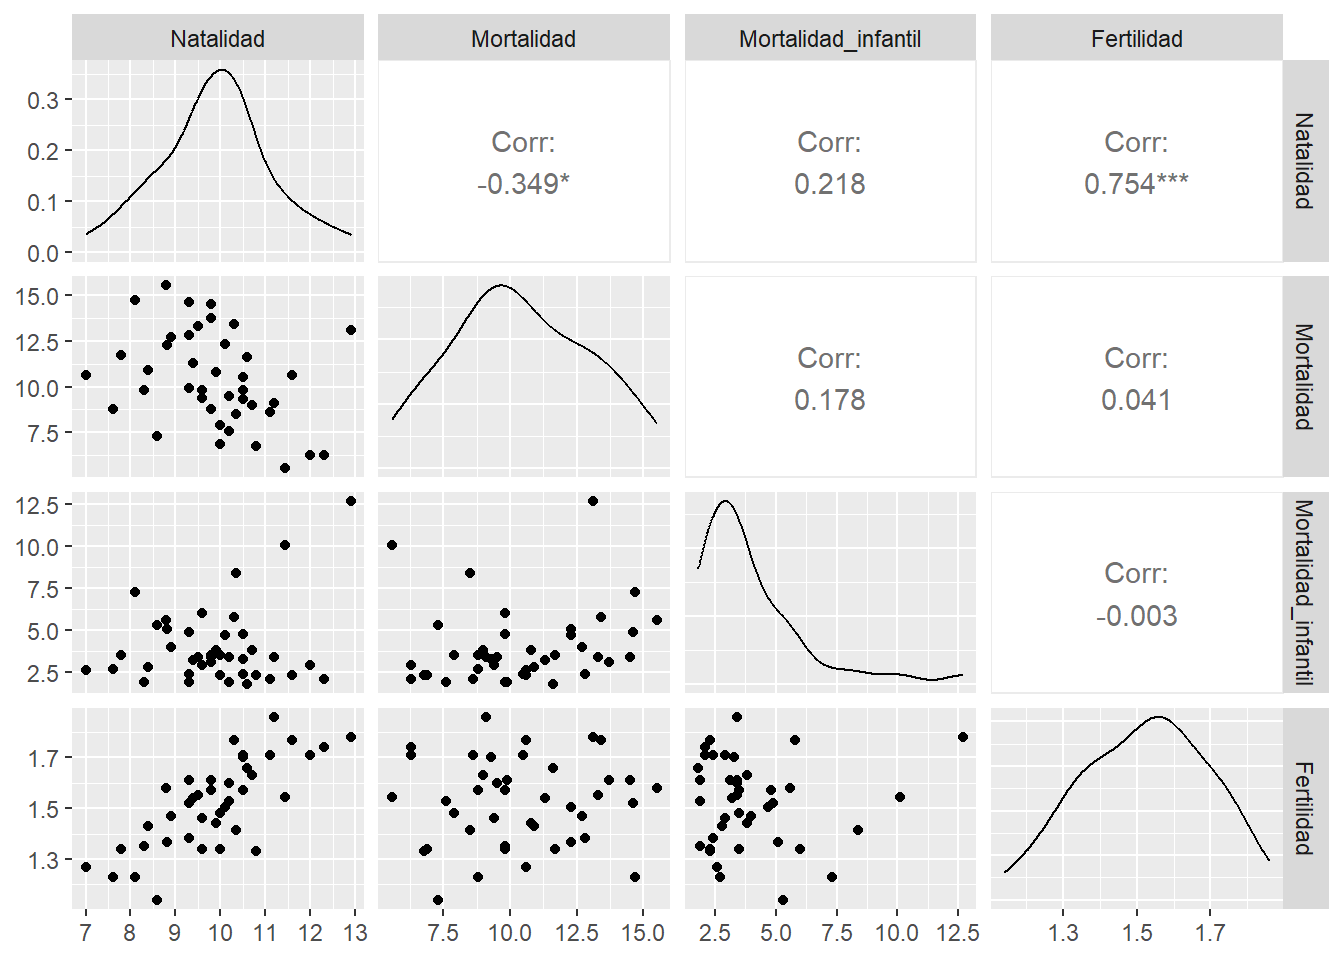 Natalidad
Mortalidad
Mortalidad_infantil
Fertilidad
0.3
0.2
0.1
0.0
Corr:
-0.349*
Corr:
0.218
Corr:
0.754***
Natalidad
15.0
12.5
10.0
7.5
Corr:
0.178
Corr:
0.041
Mortalidad
12.5
10.0
7.5
5.0
2.5
Corr:
-0.003
Mortalidad_infantil
1.7
1.5
1.3
Fertilidad
7 8 9 10 11 12 13
7.5 10.0 12.5 15.0
2.5 5.0 7.5 10.0 12.5
1.3 1.5 1.7